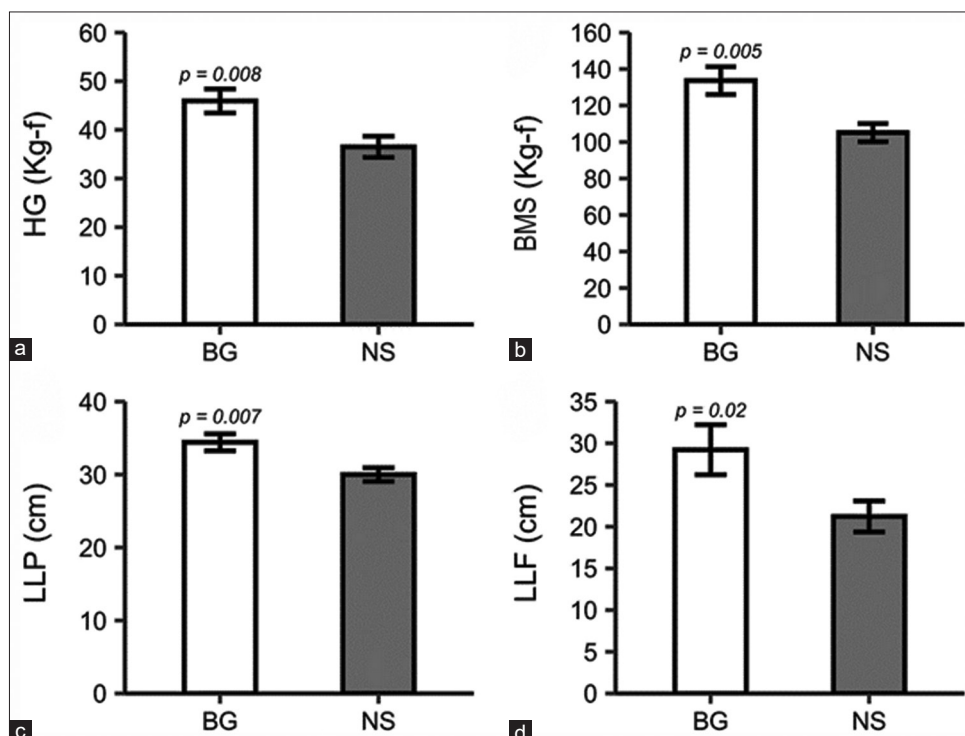 60
50
40
30
20
10
0
HG (Kg-f)
p = 0.008
BG
NS
a
160
140
120
100
80
60
40
20
0
BMS (Kg-f)
p = 0.005
BG
NS
b
40
30
20
10
0
LLP (cm)
p = 0.007
BG
NS
c
35
30
25
20
15
10
5
0
LLF (cm)
p = 0.02
BG
NS
d